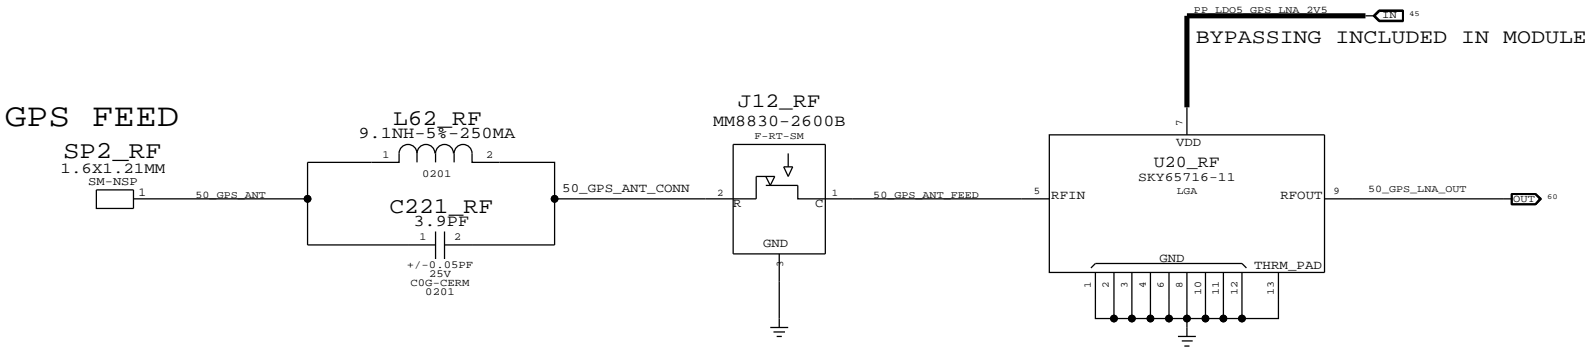 PP_LDO5_GPS_LNA_2V5
IN
45
BYPASSING INCLUDED IN MODULE
GPS FEED
SP2_RF
1.6X1.21MM
SM-NSP
1
50_GPS_ANT
L62_RF
9.1NH-5%-250MA
1
2
0201
C221_RF
3.9PF
1
2
+/-0.05PF
25V
C0G-CERM
0201
50_GPS_ANT_CONN
J12_RF
MM8830-2600B
F-RT-SM
2
R
C
1
GND
3
50_GPS_ANT_FEED
7
VDD
U20_RF
SKY65716-11
LGA
5
RFIN
RFOUT
9
50_GPS_LNA_OUT
OUT
60
GND
THRM_PAD
1
2
3
4
6
8
10
11
12
13